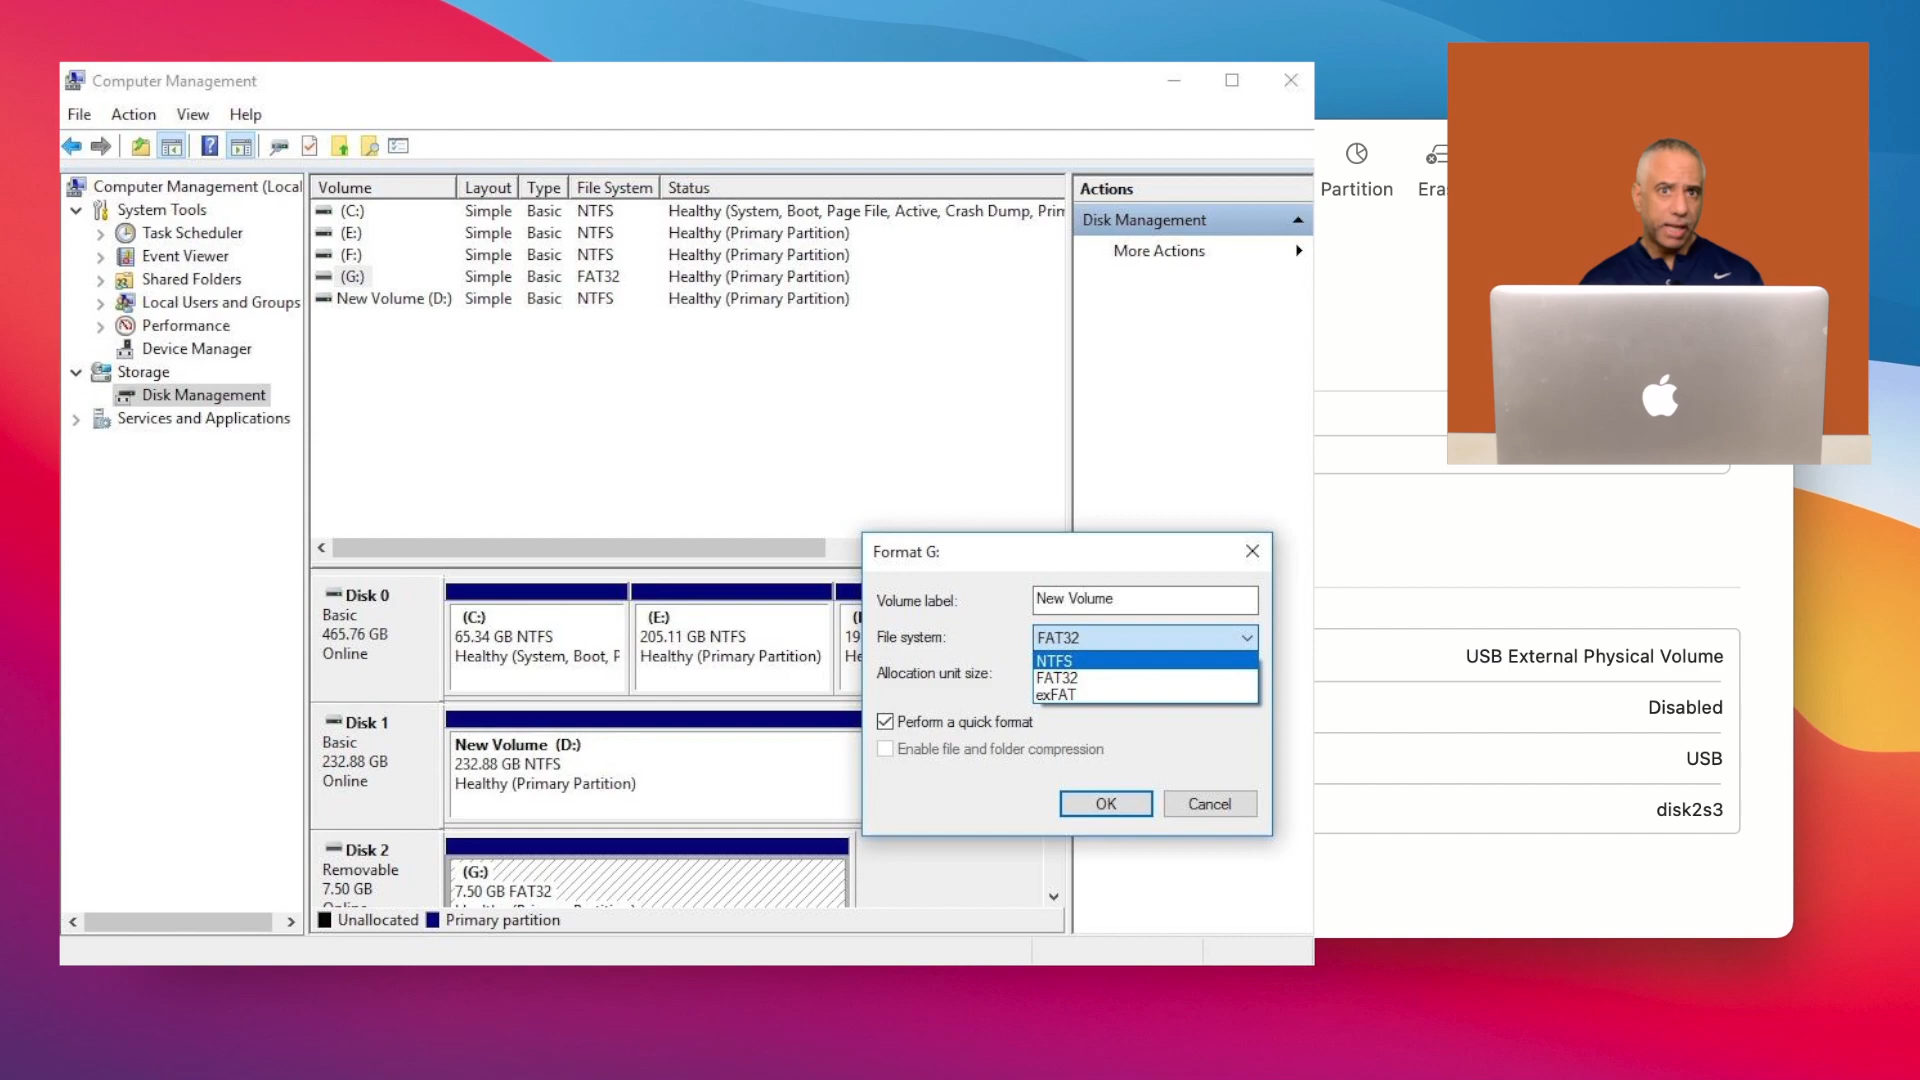 Computer Management
File Action View Help
Computer Management (Local
System Tools
Task Scheduler
Event Viewer
Shared Folders
Local Users and Groups
Performance
Device Manager
Storage
Disk Management
Services and Applications
Volume Layout Type File System Status
(C:) Simple Basic NTFS Healthy (System, Boot, Page File, Active, Crash Dump, Prim
(E:) Simple Basic NTFS Healthy (Primary Partition)
(F:) Simple Basic NTFS Healthy (Primary Partition)
(G:) Simple Basic FAT32 Healthy (Primary Partition)
New Volume (D:) Simple Basic NTFS Healthy (Primary Partition)
Actions
Disk Management
More Actions
Disk 0
Basic
465.76 GB
Online
(C:)
65.34 GB NTFS
Healthy (System, Boot, P
(E:)
205.11 GB NTFS
Healthy (Primary Partition)
19
He
Disk 1
Basic
232.88 GB
Online
New Volume (D:)
232.88 GB NTFS
Healthy (Primary Partition)
Disk 2
Removable
7.50 GB
(G:)
7.50 GB FAT32
Unallocated Primary partition
Format G:
Volume label: New Volume
File system: FAT32
NTFS
FAT32
exFAT
Allocation unit size:
Perform a quick format
Enable file and folder compression
OK Cancel
Partition Eras
USB External Physical Volume
Disabled
USB
disk2s3